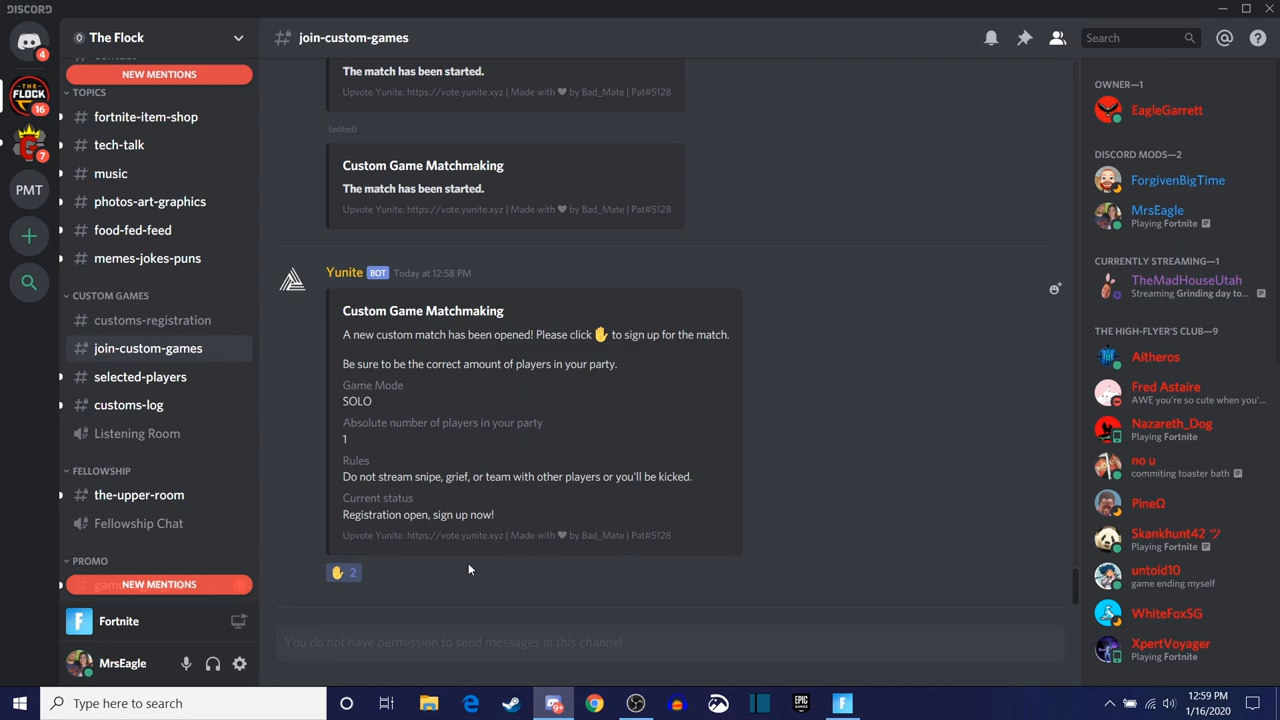 DISCORD
The Flock
join-custom-games
Search
4
NEW MENTIONS
TOPICS
fortnite-item-shop
tech-talk
music
photos-art-graphics
food-fed-feed
memes-jokes-puns
CUSTOM GAMES
customs-registration
join-custom-games
selected-players
customs-log
Listening Room
FELLOWSHIP
the-upper-room
Fellowship Chat
PROMO
NEW MENTIONS
THE
FLOCK
16
7
PMT
Fortnite
MrsEagle
The match has been started.
Upvote Yunite: https://vote.yunite.xyz | Made with ❤ by Bad_Mate | Pat#5128
(edited)
Custom Game Matchmaking
The match has been started.
Upvote Yunite: https://vote.yunite.xyz | Made with ❤ by Bad_Mate | Pat#5128
Yunite BOT Today at 12:58 PM
Custom Game Matchmaking
A new custom match has been opened! Please click ✋ to sign up for the match.
Be sure to be the correct amount of players in your party.
Game Mode
SOLO
Absolute number of players in your party
1
Rules
Do not stream snipe, grief, or team with other players or you'll be kicked.
Current status
Registration open, sign up now!
Upvote Yunite: https://vote.yunite.xyz | Made with ❤ by Bad_Mate | Pat#5128
✋ 2
You do not have permission to send messages in this channel.
OWNER—1
EagleGarrett
DISCORD MODS—2
ForgivenBigTime
MrsEagle
Playing Fortnite
CURRENTLY STREAMING—1
TheMadHouseUtah
Streaming Grinding day to...
THE HIGH-FLYER'S CLUB—9
Aitheros
Fred Astaire
AWE you're so cute when you'...
Nazareth_Dog
Playing Fortnite
no u
commiting toaster bath
PineΩ
Skankhunt42 ツ
Playing Fortnite
untold10
game ending myself
WhiteFoxSG
XpertVoyager
Playing Fortnite
Type here to search
9+
EPIC
GAMES
12:59 PM
1/16/2020